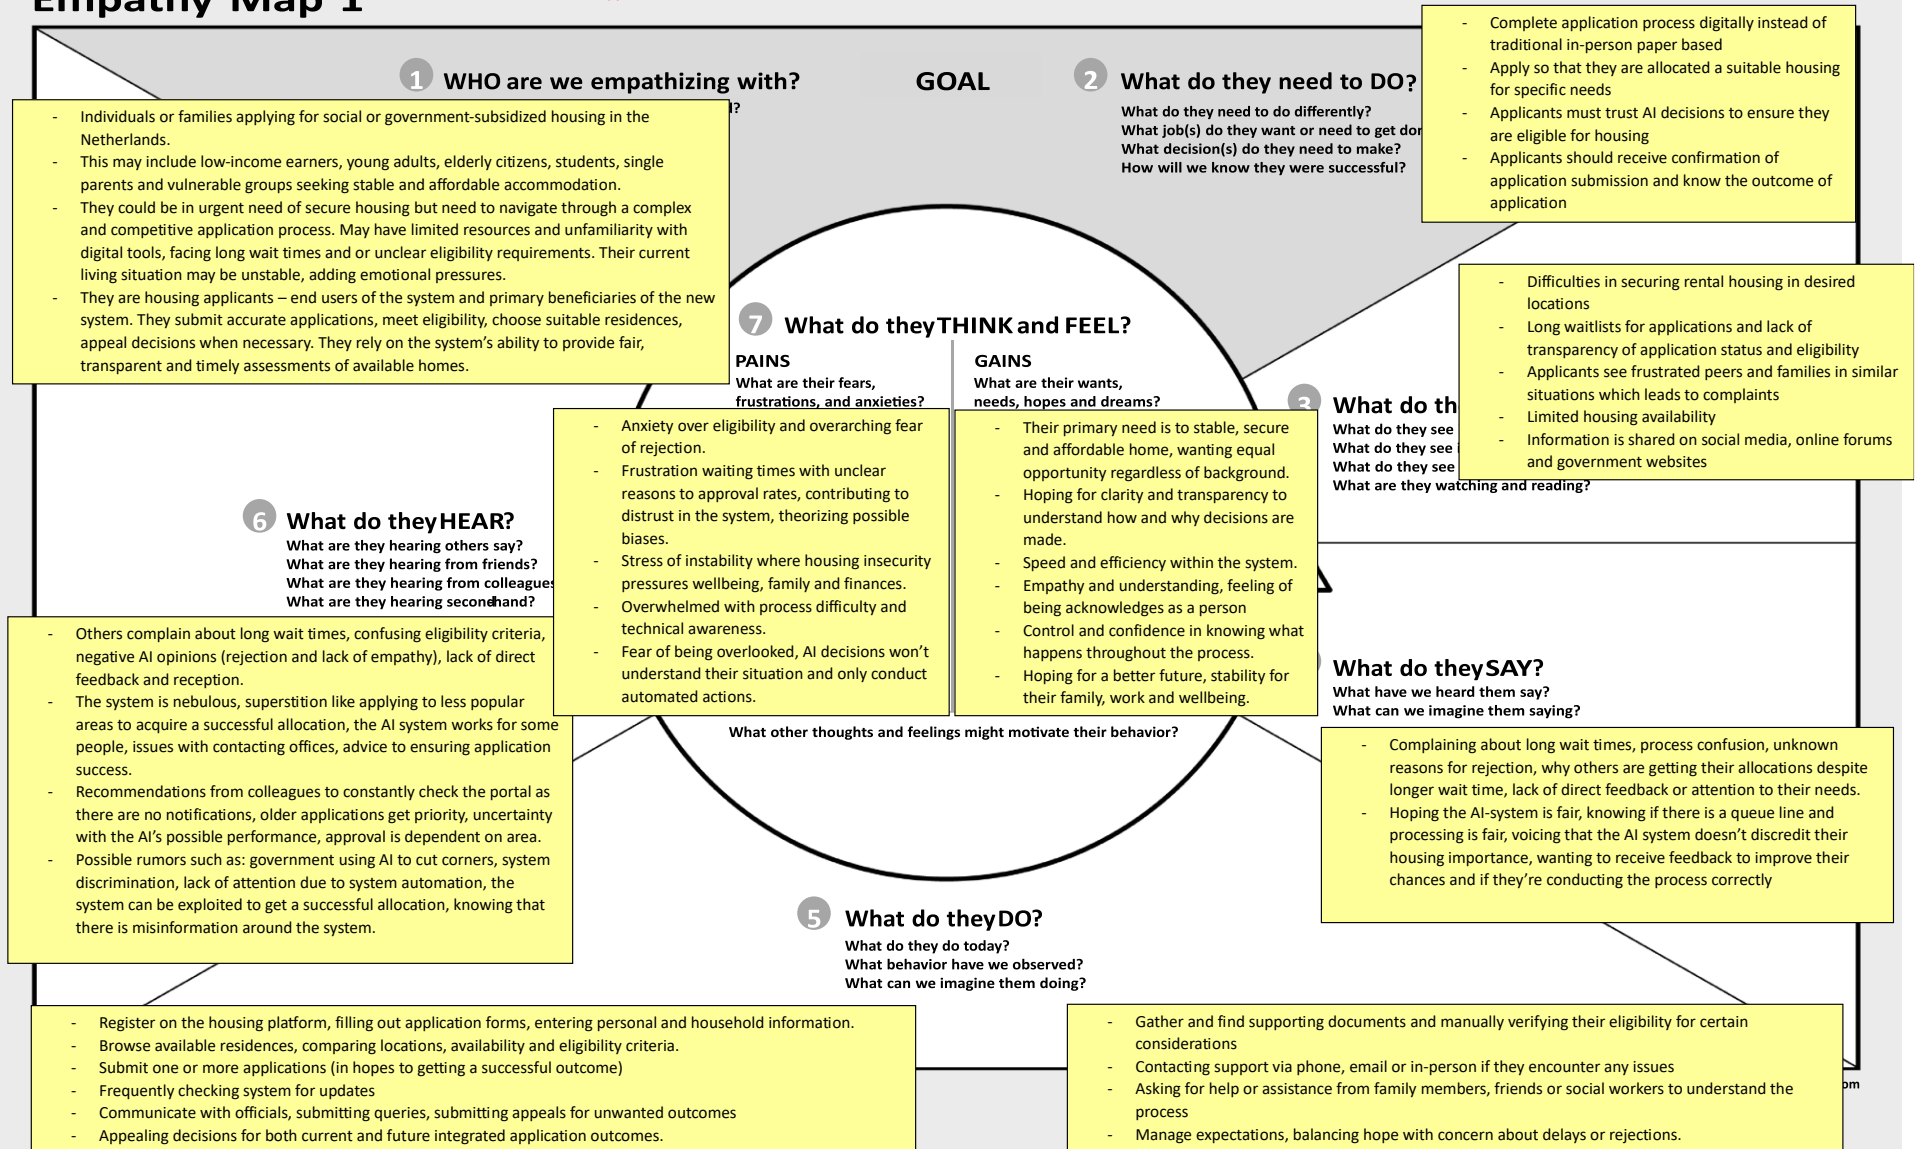 Empathy Map 1
1 WHO are we empathizing with?
- Individuals or families applying for social or government-subsidized housing in the
Netherlands.
- This may include low-income earners, young adults, elderly citizens, students, single
parents and vulnerable groups seeking stable and affordable accommodation.
- They could be in urgent need of secure housing but need to navigate through a complex
and competitive application process. May have limited resources and unfamiliarity with
digital tools, facing long wait times and or unclear eligibility requirements. Their current
living situation may be unstable, adding emotional pressures.
- They are housing applicants – end users of the system and primary beneficiaries of the new
system. They submit accurate applications, meet eligibility, choose suitable residences,
appeal decisions when necessary. They rely on the system's ability to provide fair,
transparent and timely assessments of available homes.
GOAL
2 What do they need to DO?
What do they need to do differently?
What job(s) do they want or need to get
What decision(s) do they need to make?
How will we know they were successful?
- Complete application process digitally instead of
traditional in-person paper based
- Apply so that they are allocated a suitable housing
for specific needs
- Applicants must trust AI decisions to ensure they
are eligible for housing
- Applicants should receive confirmation of
application submission and know the outcome of
application
3 What do
What do they see
What do they see
What do they see
What are they watching and reading?
- Difficulties in securing rental housing in desired
locations
- Long waitlists for applications and lack of
transparency of application status and eligibility
- Applicants see frustrated peers and families in similar
situations which leads to complaints
- Limited housing availability
- Information is shared on social media, online forums
and government websites
What do they SAY?
What have we heard them say?
What can we imagine them saying?
- Complaining about long wait times, process confusion, unknown
reasons for rejection, why others are getting their allocations despite
longer wait time, lack of direct feedback or attention to their needs.
- Hoping the AI-system is fair, knowing if there is a queue line and
processing is fair, voicing that the AI system doesn't discredit their
housing importance, wanting to receive feedback to improve their
chances and if they're conducting the process correctly
5 What do they DO?
What do they do today?
What behavior have we observed?
What can we imagine them doing?
- Register on the housing platform, filling out application forms, entering personal and household information.
- Browse available residences, comparing locations, availability and eligibility criteria.
- Submit one or more applications (in hopes to getting a successful outcome)
- Frequently checking system for updates
- Communicate with officials, submitting queries, submitting appeals for unwanted outcomes
- Appealing decisions for both current and future integrated application outcomes.
- Gather and find supporting documents and manually verifying their eligibility for certain
considerations
- Contacting support via phone, email or in-person if they encounter any issues
- Asking for help or assistance from family members, friends or social workers to understand the
process
- Manage expectations, balancing hope with concern about delays or rejections.
6 What do they HEAR?
What are they hearing others say?
What are they hearing from friends?
What are they hearing from colleagues
What are they hearing secondhand?
- Others complain about long wait times, confusing eligibility criteria,
negative AI opinions (rejection and lack of empathy), lack of direct
feedback and reception.
- The system is nebulous, superstition like applying to less popular
areas to acquire a successful allocation, the AI system works for some
people, issues with contacting offices, advice to ensuring application
success.
- Recommendations from colleagues to constantly check the portal as
there are no notifications, older applications get priority, uncertainty
with the AI's possible performance, approval is dependent on area.
- Possible rumors such as: government using AI to cut corners, system
discrimination, lack of attention due to system automation, the
system can be exploited to get a successful allocation, knowing that
there is misinformation around the system.
7 What do they THINK and FEEL?
PAINS
What are their fears,
frustrations, and anxieties?
- Anxiety over eligibility and overarching fear
of rejection.
- Frustration waiting times with unclear
reasons to approval rates, contributing to
distrust in the system, theorizing possible
biases.
- Stress of instability where housing insecurity
pressures wellbeing, family and finances.
- Overwhelmed with process difficulty and
technical awareness.
- Fear of being overlooked, AI decisions won't
understand their situation and only conduct
automated actions.
GAINS
What are their wants,
needs, hopes and dreams?
- Their primary need is to stable, secure
and affordable home, wanting equal
opportunity regardless of background.
- Hoping for clarity and transparency to
understand how and why decisions are
made.
- Speed and efficiency within the system.
- Empathy and understanding, feeling of
being acknowledges as a person
- Control and confidence in knowing what
happens throughout the process.
- Hoping for a better future, stability for
their family, work and wellbeing.
What other thoughts and feelings might motivate their behavior?